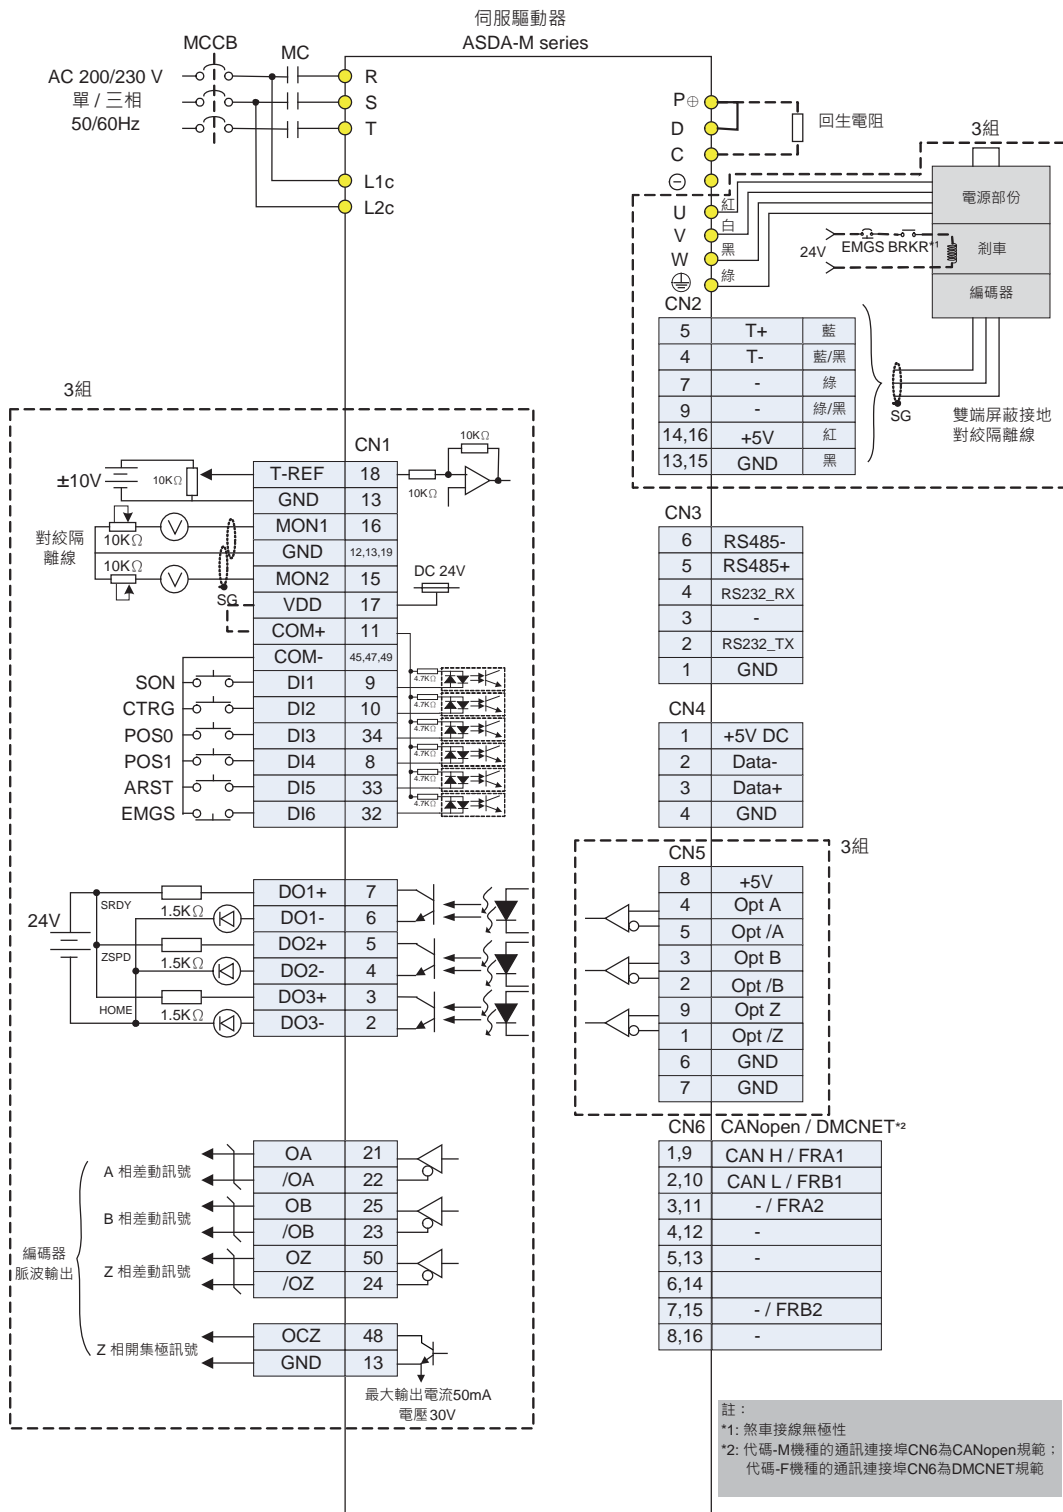 伺服驅動器
ASDA-M series
MCCB
MC
AC 200/230 V
單 / 三相
50/60Hz
R
S
T
L1c
L2c
P⊕
D
C
⊖
回生電阻
3組
U
紅
V
白
W
黑
綠
電源部份
24V
EMGS BRKR*1
剎車
編碼器
CN2
5 T+ 藍
4 T- 藍/黑
7 - 綠
9 - 綠/黑
14,16 +5V 紅
13,15 GND 黑
SG
雙端屏蔽接地
對絞隔離線
3組
CN1
±10V
10KΩ
T-REF 18
10KΩ
10KΩ
GND 13
對絞隔
離線
10KΩ
V
MON1 16
GND 12,13,19
10KΩ
V
MON2 15
SG
DC 24V
VDD 17
COM+ 11
COM- 45,47,49
SON DI1 9 4.7KΩ
CTRG DI2 10 4.7KΩ
POS0 DI3 34 4.7KΩ
POS1 DI4 8 4.7KΩ
ARST DI5 33 4.7KΩ
EMGS DI6 32 4.7KΩ
24V
SRDY
1.5KΩ
DO1+ 7
DO1- 6
ZSPD
1.5KΩ
DO2+ 5
DO2- 4
HOME
1.5KΩ
DO3+ 3
DO3- 2
編碼器
脈波輸出
A 相差動訊號
OA 21
/OA 22
B 相差動訊號
OB 25
/OB 23
Z 相差動訊號
OZ 50
/OZ 24
Z 相開集極訊號
OCZ 48
GND 13
最大輸出電流50mA
電壓30V
CN3
6 RS485-
5 RS485+
4 RS232_RX
3 -
2 RS232_TX
1 GND
CN4
1 +5V DC
2 Data-
3 Data+
4 GND
CN5
3組
8 +5V
4 Opt A
5 Opt /A
3 Opt B
2 Opt /B
9 Opt Z
1 Opt /Z
6 GND
7 GND
CN6 CANopen / DMCNET*2
1,9 CAN H / FRA1
2,10 CAN L / FRB1
3,11 - / FRA2
4,12 -
5,13 -
6,14
7,15 - / FRB2
8,16 -
註：
*1: 煞車接線無極性
*2: 代碼-M機種的通訊連接埠CN6為CANopen規範；
代碼-F機種的通訊連接埠CN6為DMCNET規範